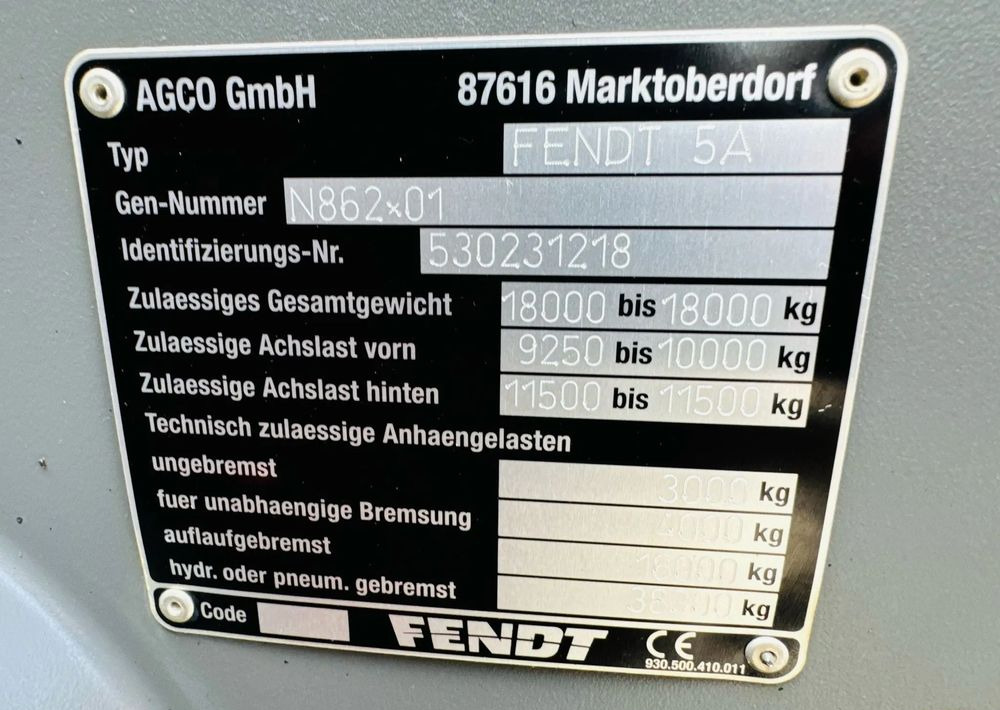 AGCO GmbH 87616 Marktoberdorf
Typ FENDT 5A
Gen-Nummer N862×01
Identifizierungs-Nr. 530231218
Zulaessiges Gesamtgewicht 18000 bis 18000 kg
Zulaessige Achslast vorn 9250 bis 10000 kg
Zulaessige Achslast hinten 11500 bis 11500 kg
Technisch zulaessige Anhaengelasten
ungebremst 3000 kg
fuer unabhaengige Bremsung 4000 kg
auflaufgebremst kg
hydr. oder pneum. gebremst kg
Code FENDT CE
930.500.410.011